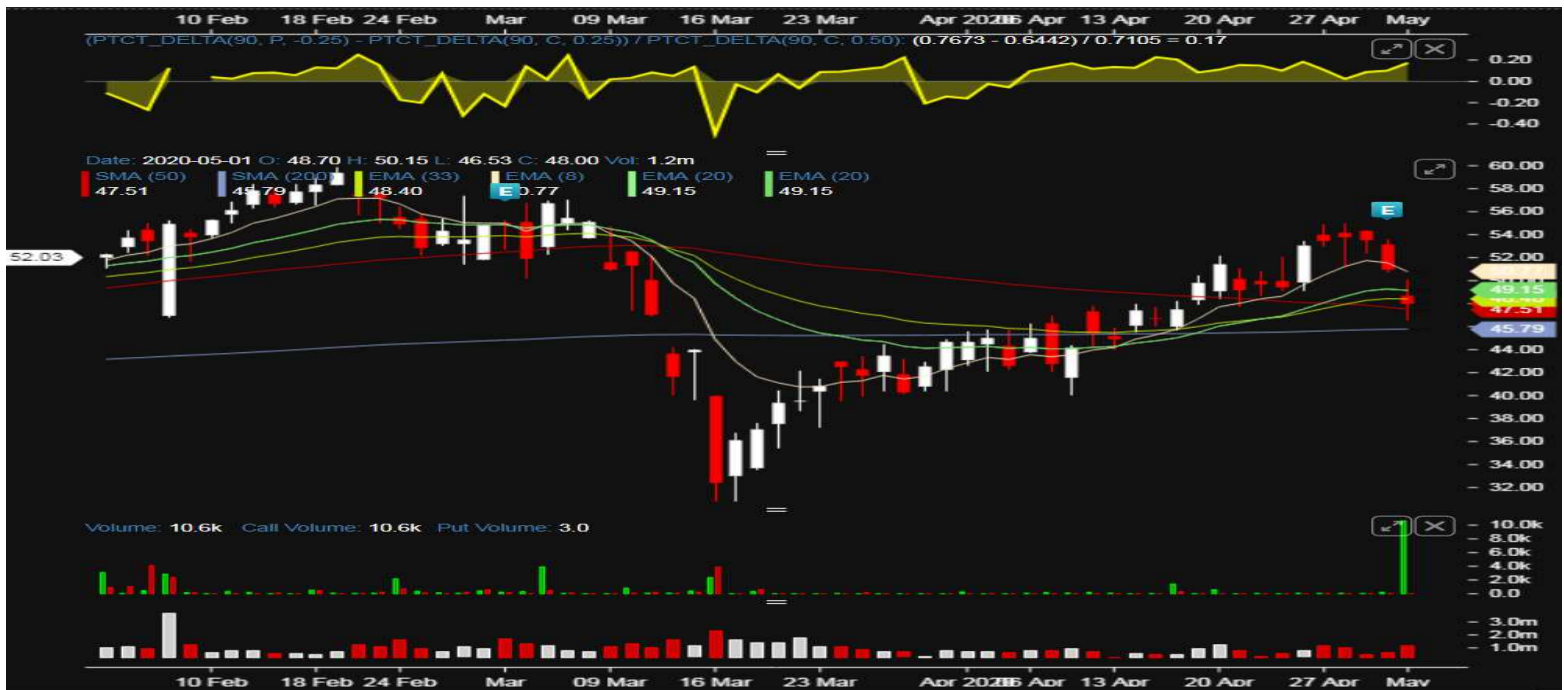 10 Feb 18 Feb 24 Feb Mar 09 Mar 16 Mar 23 Mar Apr 06 Apr 13 Apr 20 Apr 27 Apr May
(PTCT_DELTA(90, P, -0.25) - PTCT_DELTA(90, C, 0.25)) / PTCT_DELTA(90, C, 0.50): (0.7673 - 0.6442) / 0.7105 = 0.17
0.20
0.00
-0.20
-0.40
Date: 2020-05-01 O: 48.70 H: 50.15 L: 46.53 C: 48.00 Vol: 1.2m
SMA (50) SMA (200) EMA (33) EMA (8) EMA (20) EMA (20)
47.51 45.79 48.40 0.77 49.15 49.15
E
E
60.00
58.00
56.00
54.00
52.03
52.00
49.15
47.51
45.79
44.00
42.00
40.00
38.00
36.00
34.00
32.00
Volume: 10.6k Call Volume: 10.6k Put Volume: 3.0
10.0k
8.0k
6.0k
4.0k
2.0k
0.0
3.0m
2.0m
1.0m
10 Feb 18 Feb 24 Feb Mar 09 Mar 16 Mar 23 Mar Apr 06 Apr 13 Apr 20 Apr 27 Apr May